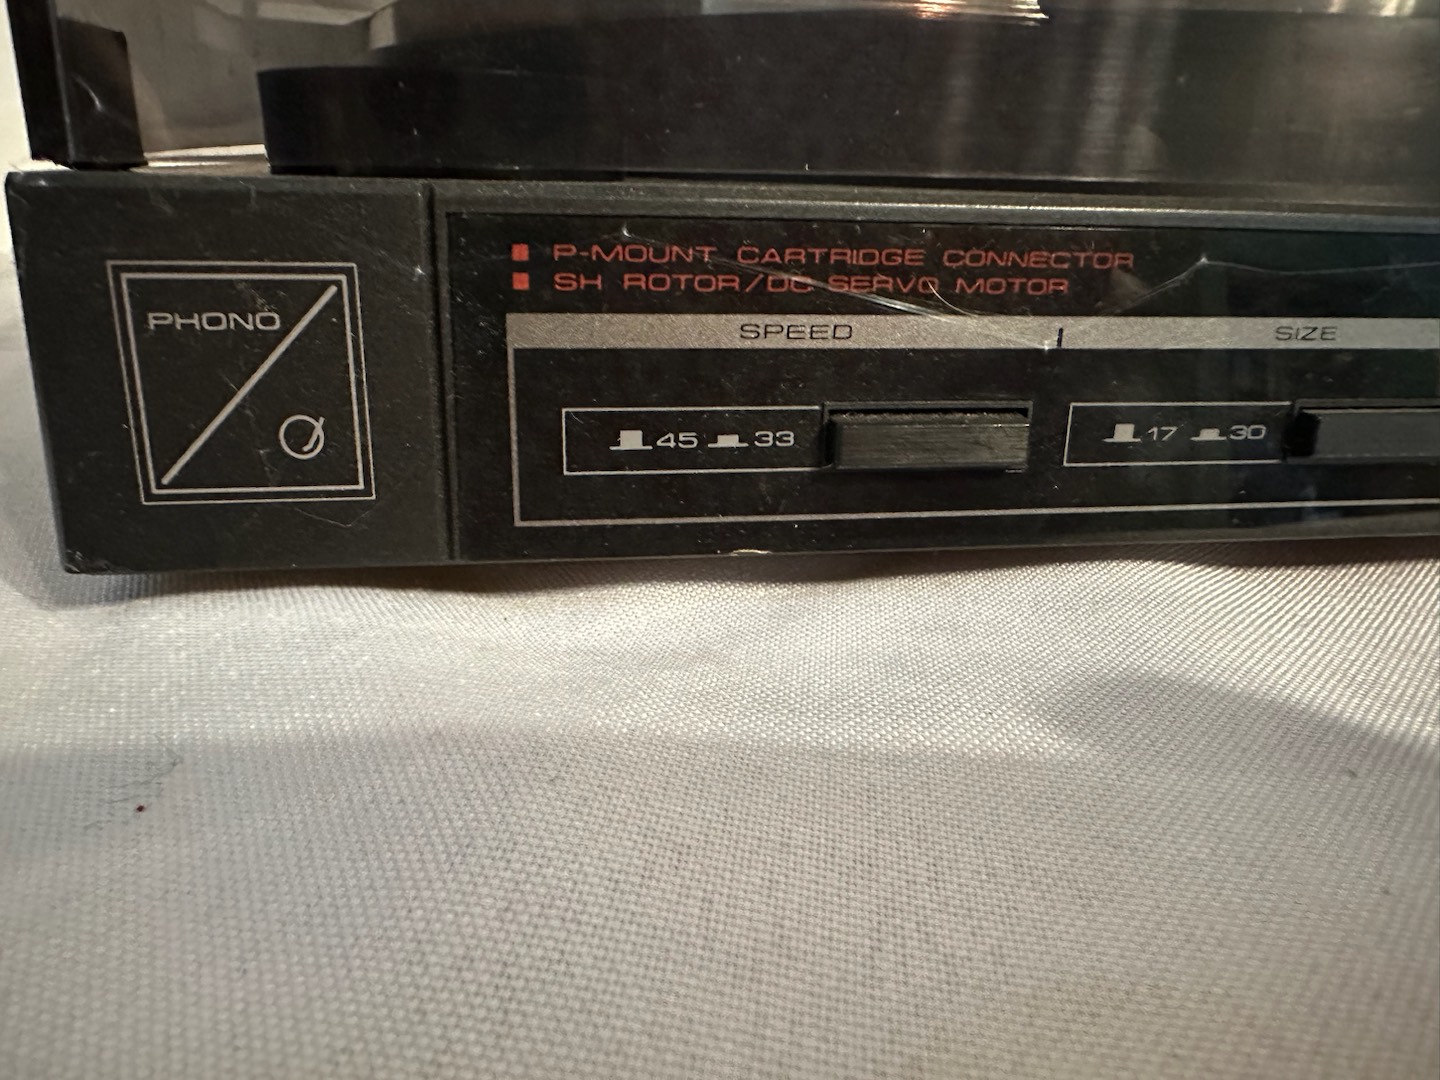 PHONO
P-MOUNT CARTRIDGE CONNECTOR
SH ROTOR/DC SERVO MOTOR
SPEED
SIZE
45 33
17 30